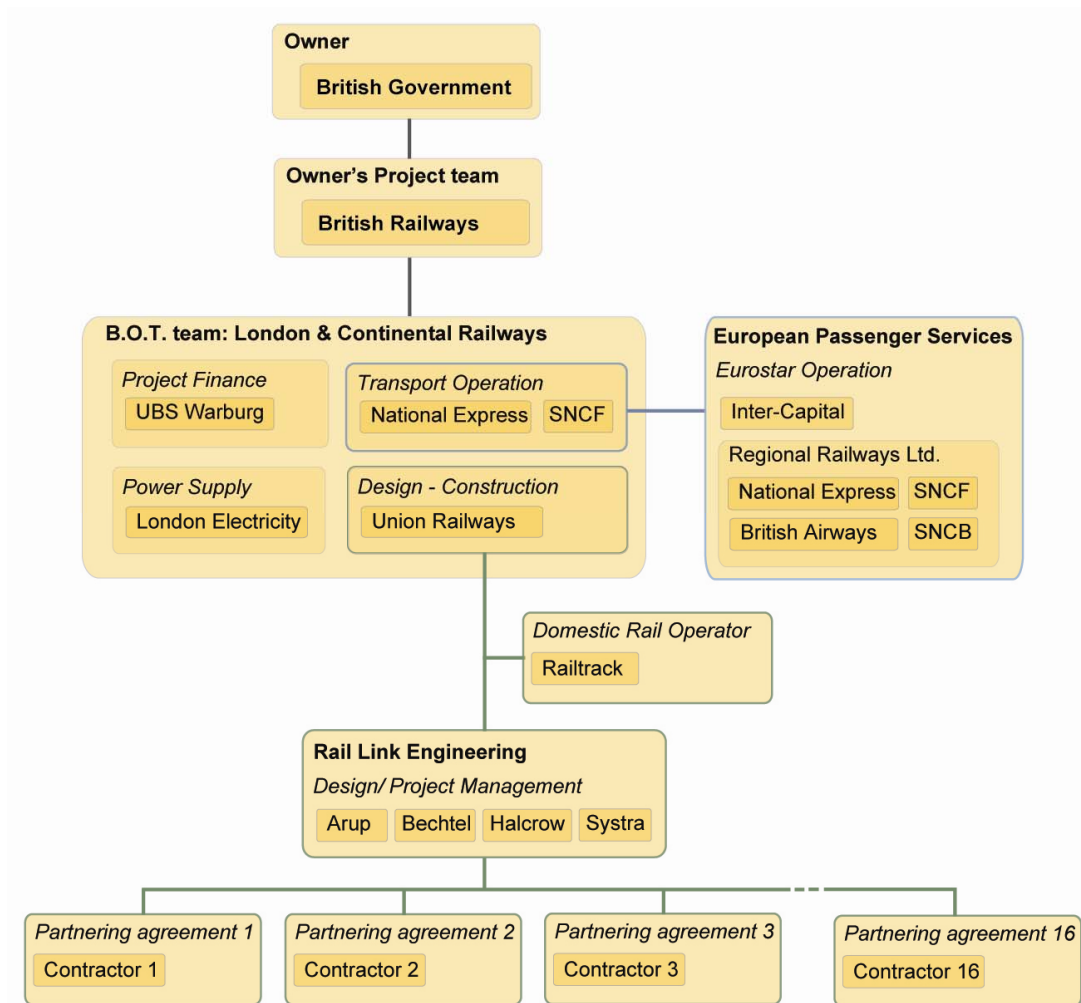 Owner
British Government
Owner's Project team
British Railways
B.O.T. team: London & Continental Railways
Project Finance
UBS Warburg
Transport Operation
National Express SNCF
Power Supply
London Electricity
Design - Construction
Union Railways
European Passenger Services
Eurostar Operation
Inter-Capital
Regional Railways Ltd.
National Express SNCF
British Airways SNCB
Domestic Rail Operator
Railtrack
Rail Link Engineering
Design/ Project Management
Arup Bechtel Halcrow Systra
Partnering agreement 1
Contractor 1
Partnering agreement 2
Contractor 2
Partnering agreement 3
Contractor 3
Partnering agreement 16
Contractor 16